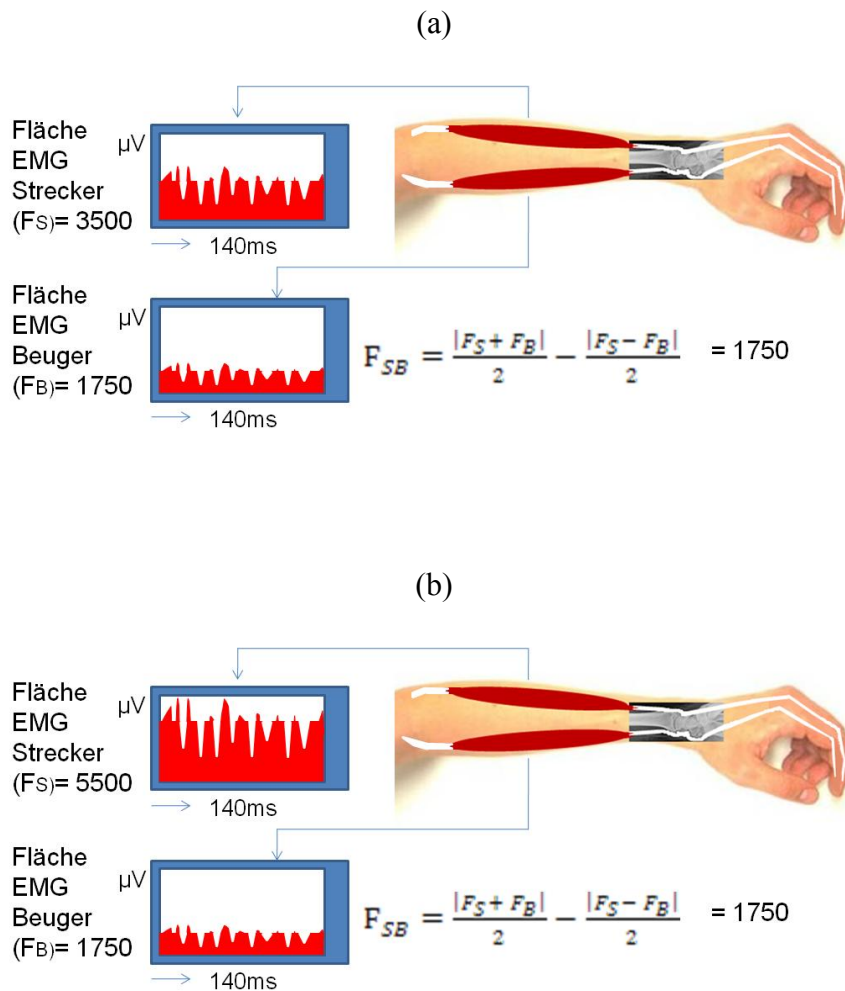 (a)
Fläche
EMG
Strecker
(FS)= 3500
µV
140ms
Fläche
EMG
Beuger
(FB)= 1750
µV
140ms
F_SB = |F_S + F_B|/2 − |F_S − F_B|/2 = 1750
(b)
Fläche
EMG
Strecker
(FS)= 5500
µV
140ms
Fläche
EMG
Beuger
(FB)= 1750
µV
140ms
F_SB = |F_S + F_B|/2 − |F_S − F_B|/2 = 1750